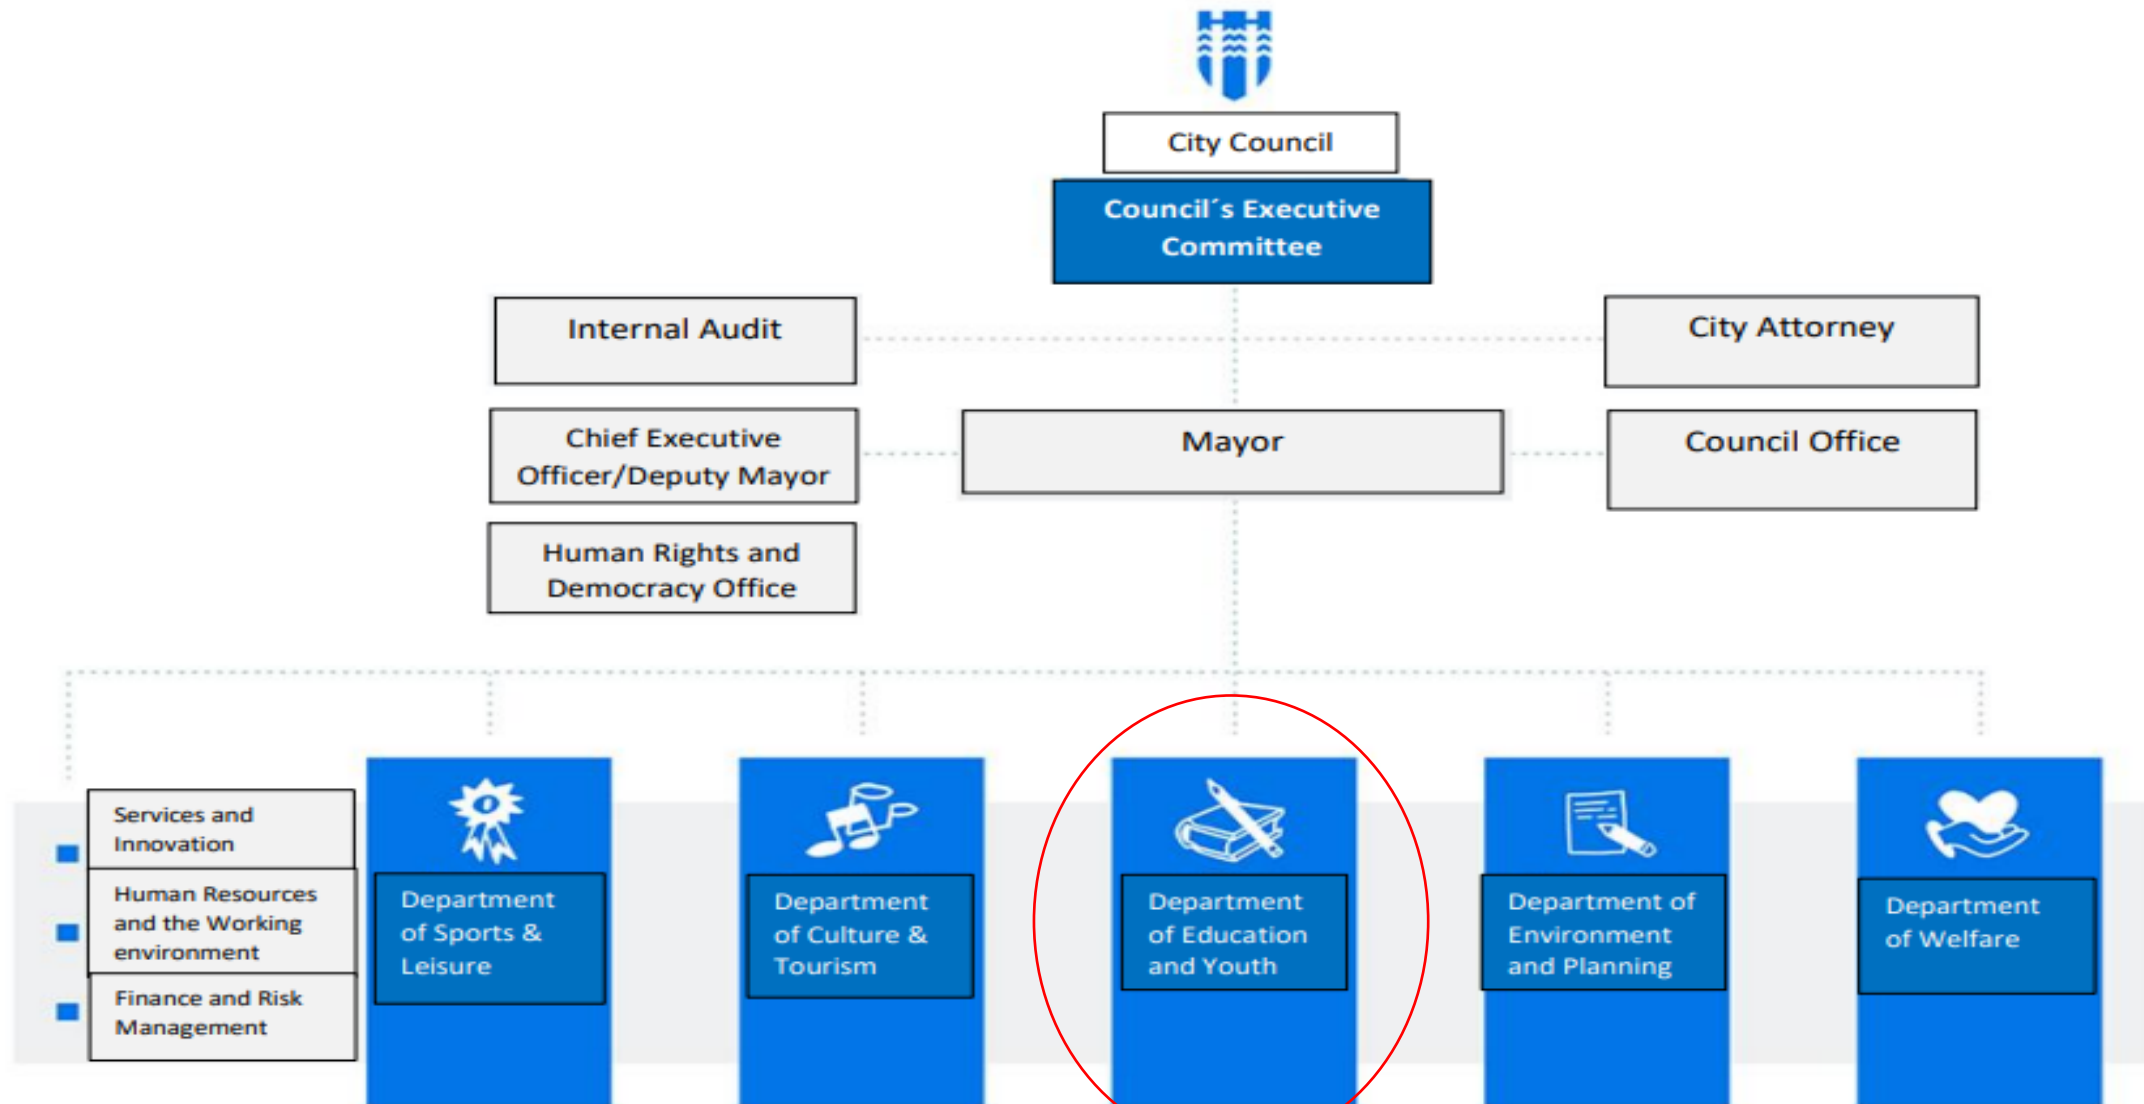 City Council
Council´s Executive
Committee
Internal Audit
City Attorney
Chief Executive
Officer/Deputy Mayor
Mayor
Council Office
Human Rights and
Democracy Office
Services and
Innovation
Human Resources
and the Working
environment
Finance and Risk
Management
Department
of Sports &
Leisure
Department
of Culture &
Tourism
Department
of Education
and Youth
Department of
Environment
and Planning
Department
of Welfare